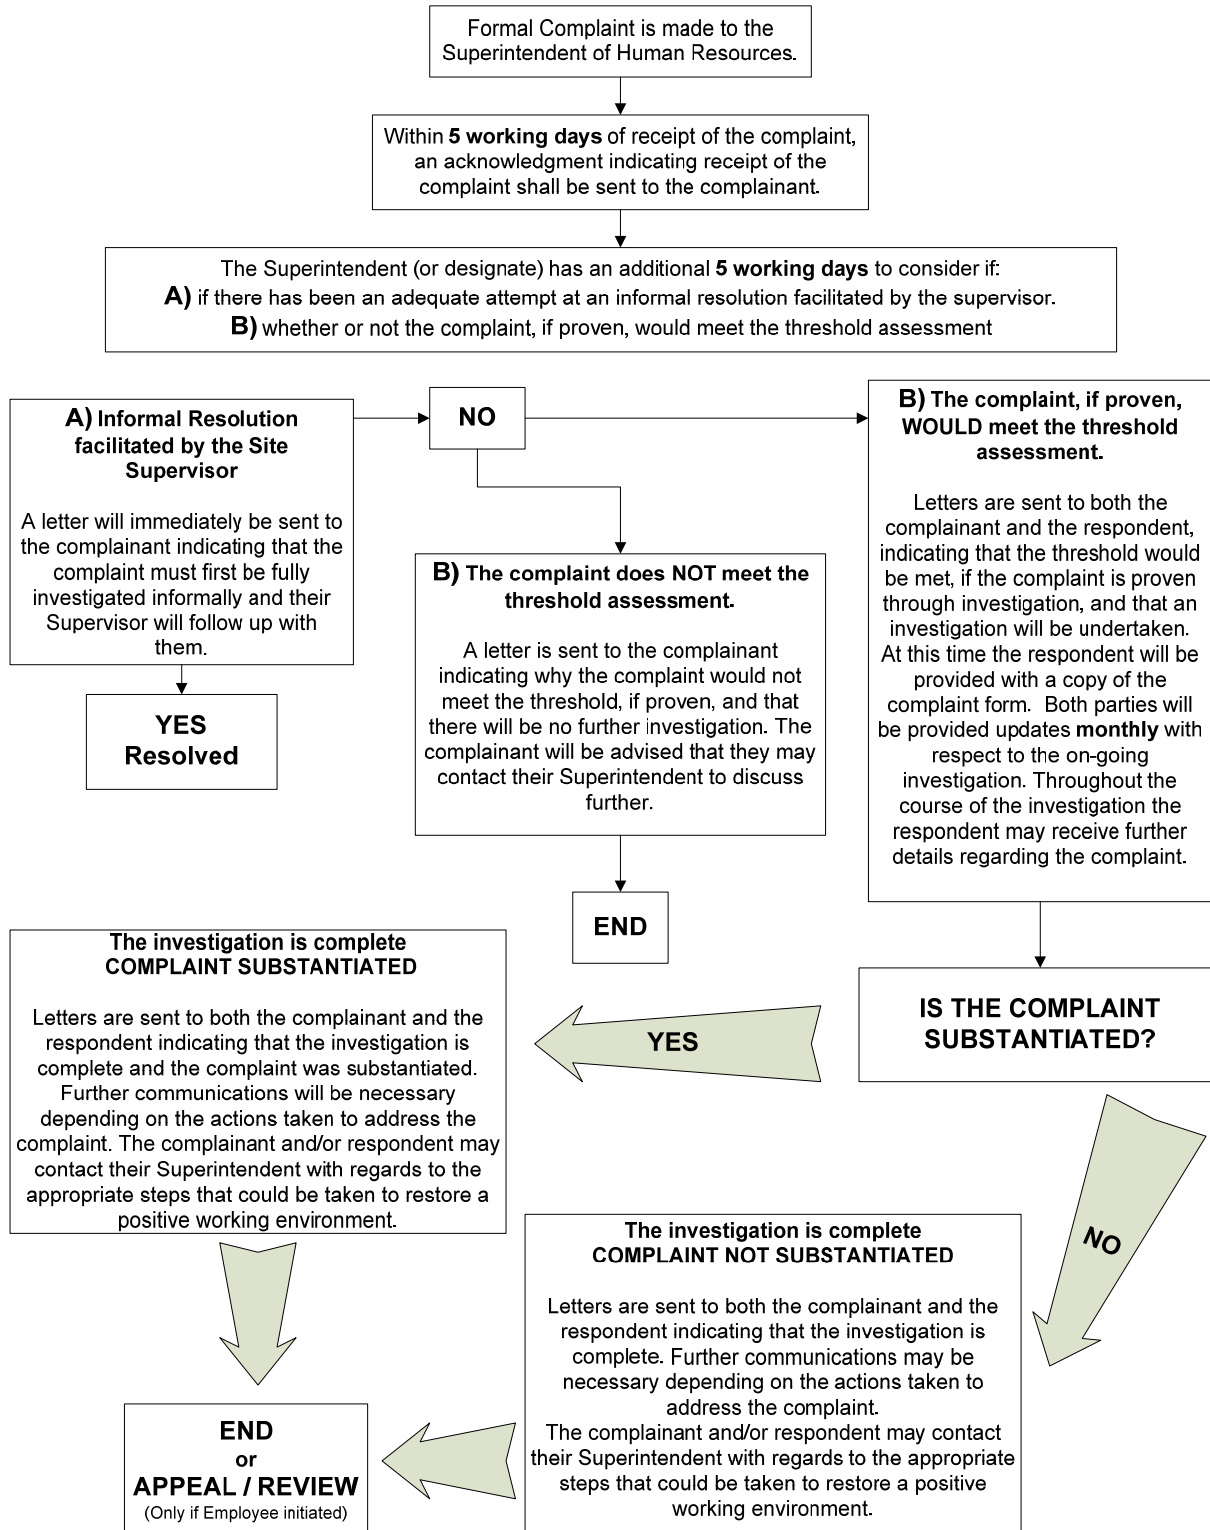 Formal Complaint is made to the
Superintendent of Human Resources.
Within 5 working days of receipt of the complaint,
an acknowledgment indicating receipt of the
complaint shall be sent to the complainant.
The Superintendent (or designate) has an additional 5 working days to consider if:
A) if there has been an adequate attempt at an informal resolution facilitated by the supervisor.
B) whether or not the complaint, if proven, would meet the threshold assessment
A) Informal Resolution
facilitated by the Site
Supervisor
A letter will immediately be sent to
the complainant indicating that the
complaint must first be fully
investigated informally and their
Supervisor will follow up with
them.
YES
Resolved
NO
B) The complaint does NOT meet the
threshold assessment.
A letter is sent to the complainant
indicating why the complaint would not
meet the threshold, if proven, and that
there will be no further investigation. The
complainant will be advised that they may
contact their Superintendent to discuss
further.
END
B) The complaint, if proven,
WOULD meet the threshold
assessment.
Letters are sent to both the
complainant and the respondent,
indicating that the threshold would
be met, if the complaint is proven
through investigation, and that an
investigation will be undertaken.
At this time the respondent will be
provided with a copy of the
complaint form. Both parties will
be provided updates monthly with
respect to the on-going
investigation. Throughout the
course of the investigation the
respondent may receive further
details regarding the complaint.
IS THE COMPLAINT
SUBSTANTIATED?
YES
The investigation is complete
COMPLAINT SUBSTANTIATED
Letters are sent to both the complainant and the
respondent indicating that the investigation is
complete and the complaint was substantiated.
Further communications will be necessary
depending on the actions taken to address the
complaint. The complainant and/or respondent may
contact their Superintendent with regards to the
appropriate steps that could be taken to restore a
positive working environment.
NO
The investigation is complete
COMPLAINT NOT SUBSTANTIATED
Letters are sent to both the complainant and the
respondent indicating that the investigation is
complete. Further communications may be
necessary depending on the actions taken to
address the complaint.
The complainant and/or respondent may contact
their Superintendent with regards to the appropriate
steps that could be taken to restore a positive
working environment.
END
or
APPEAL / REVIEW
(Only if Employee initiated)